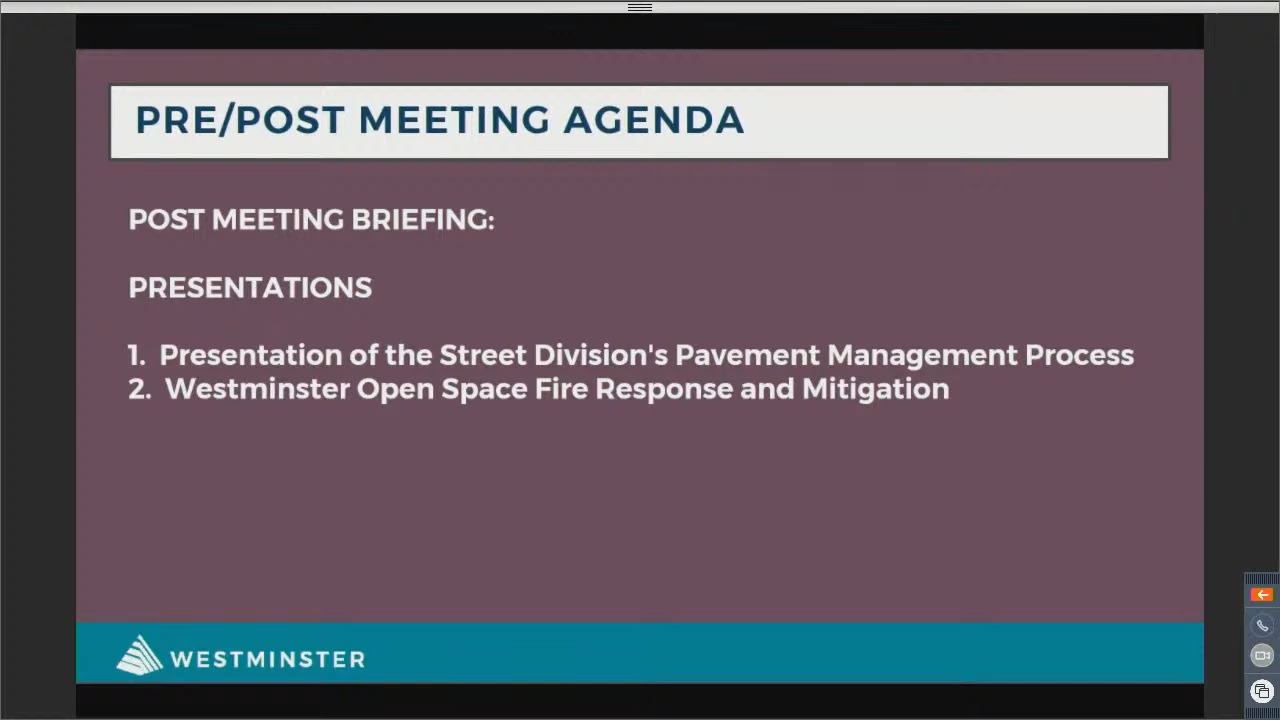 PRE/POST MEETING AGENDA
POST MEETING BRIEFING:
PRESENTATIONS
1. Presentation of the Street Division's Pavement Management Process
2. Westminster Open Space Fire Response and Mitigation
WESTMINSTER